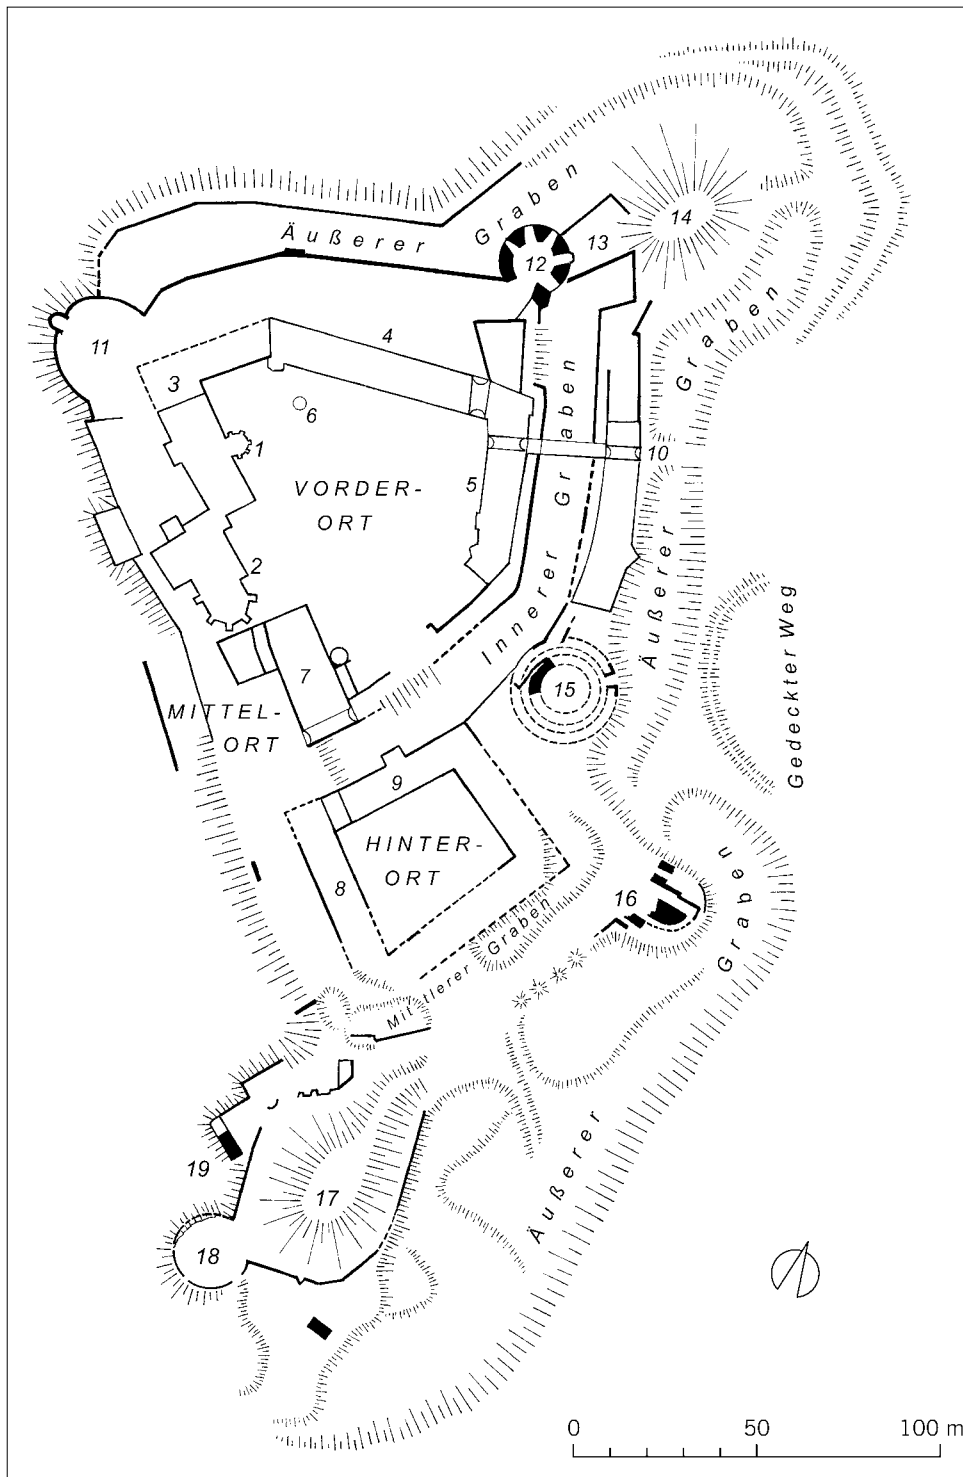 Äußerer Graben
14
13
12
Graben
11
4
3
6
1
Innerer Graben
10
5
VORDER-
ORT
2
Äußerer
Gedeckter Weg
7
15
MITTEL-
ORT
9
HINTER-
ORT
8
16
Graben
Mittlerer Graben
Äußerer
19
17
18
0 50 100 m